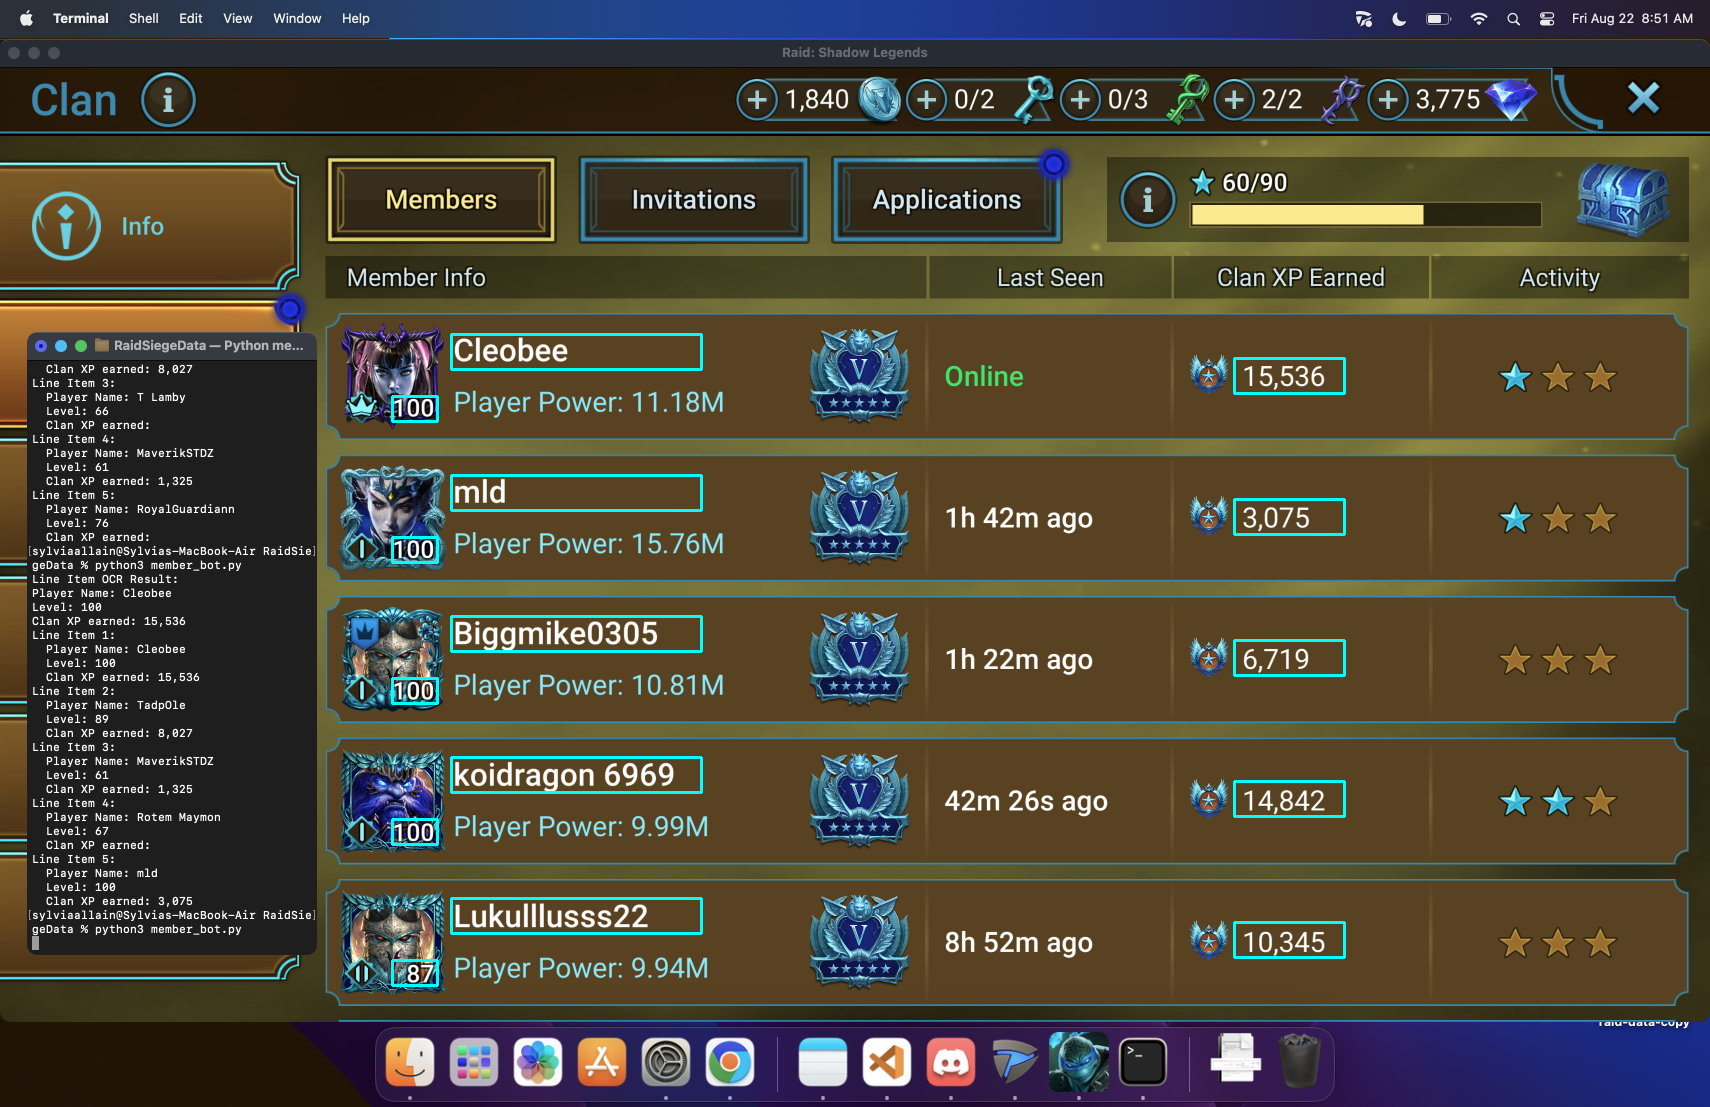 Terminal Shell Edit View Window Help
Fri Aug 22 8:51 AM
Raid: Shadow Legends
Clan
1,840
0/2
0/3
2/2
3,775
Info
Members
Invitations
Applications
60/90
Member Info
Last Seen
Clan XP Earned
Activity
Cleobee
Player Power: 11.18M
100
V
Online
15,536
mld
Player Power: 15.76M
I
100
V
1h 42m ago
3,075
Biggmike0305
Player Power: 10.81M
I
100
V
1h 22m ago
6,719
koidragon 6969
Player Power: 9.99M
I
100
V
42m 26s ago
14,842
Lukulllusss22
Player Power: 9.94M
II
87
V
8h 52m ago
10,345
RaidSiegeData — Python me...
Clan XP earned: 8,027
Line Item 3:
Player Name: T Lamby
Level: 66
Clan XP earned:
Line Item 4:
Player Name: MaverikSTDZ
Level: 61
Clan XP earned: 1,325
Line Item 5:
Player Name: RoyalGuardiann
Level: 76
Clan XP earned:
[sylviaallain@Sylvias-MacBook-Air RaidSie]
geData % python3 member_bot.py
Line Item OCR Result:
Player Name: Cleobee
Level: 100
Clan XP earned: 15,536
Line Item 1:
Player Name: Cleobee
Level: 100
Clan XP earned: 15,536
Line Item 2:
Player Name: TadpOle
Level: 89
Clan XP earned: 8,027
Line Item 3:
Player Name: MaverikSTDZ
Level: 61
Clan XP earned: 1,325
Line Item 4:
Player Name: Rotem Maymon
Level: 67
Clan XP earned:
Line Item 5:
Player Name: mld
Level: 100
Clan XP earned: 3,075
[sylviaallain@Sylvias-MacBook-Air RaidSie]
geData % python3 member_bot.py
raid-data-copy